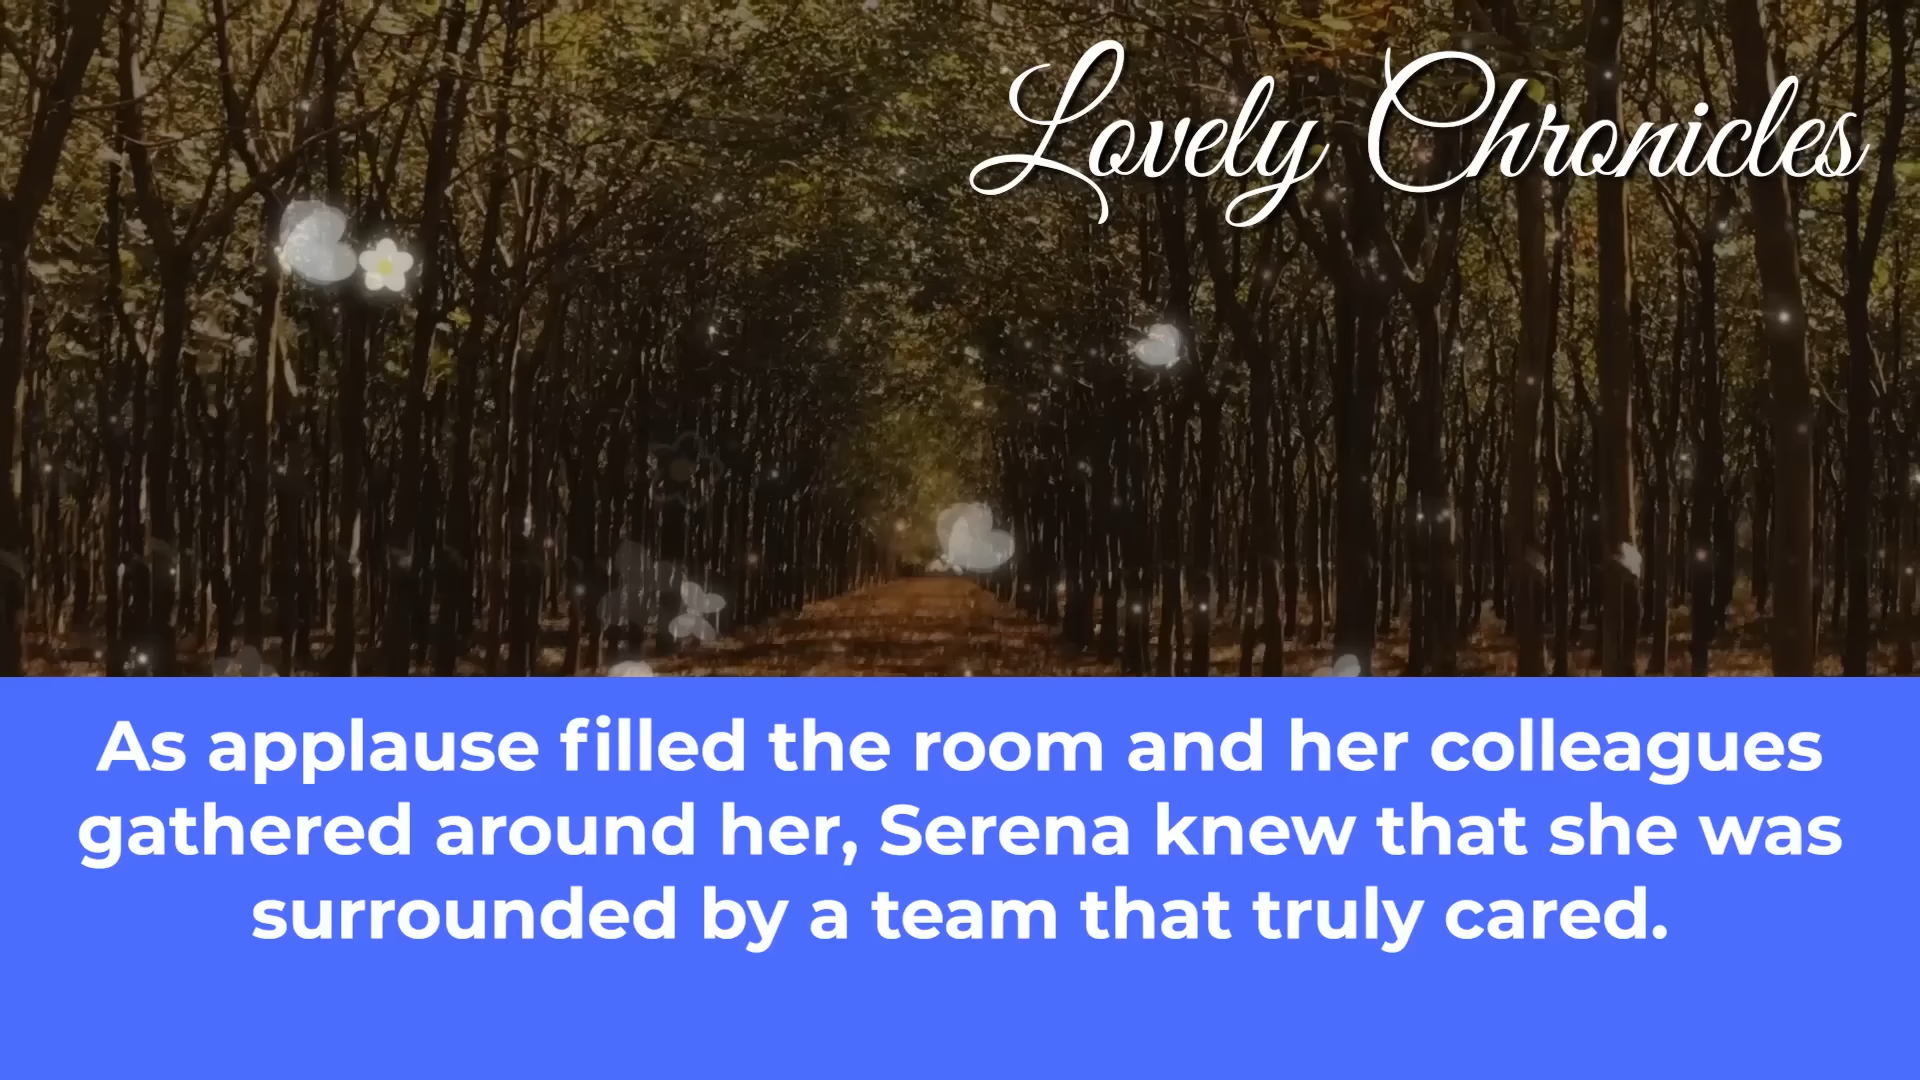 Lovely Chronicles
As applause filled the room and her colleagues
gathered around her, Serena knew that she was
surrounded by a team that truly cared.